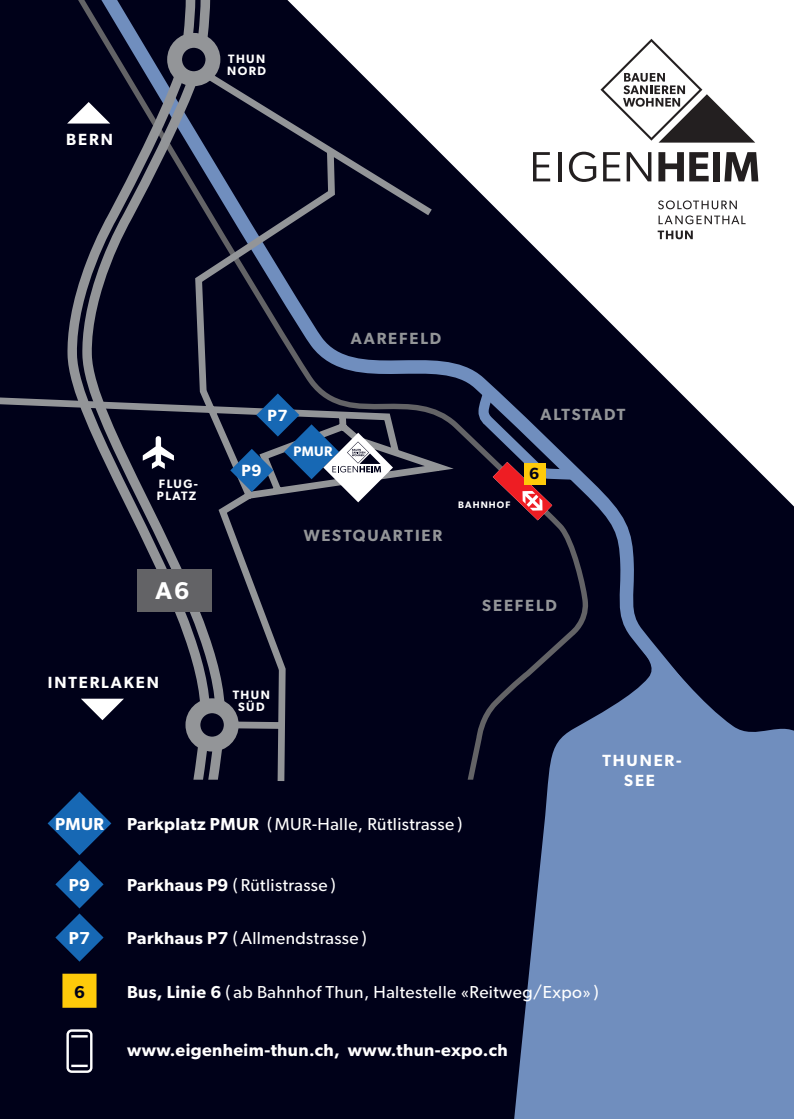 THUN
NORD
BERN
BAUEN
SANIEREN
WOHNEN
EIGENHEIM
SOLOTHURN
LANGENTHAL
THUN
AAREFELD
ALTSTADT
P7
PMUR
P9
EIGENHEIM
6
FLUG-
PLATZ
BAHNHOF
WESTQUARTIER
A6
SEEFELD
INTERLAKEN
THUN
SÜD
THUNER-
SEE
PMUR Parkplatz PMUR (MUR-Halle, Rütlistrasse)
P9 Parkhaus P9 (Rütlistrasse)
P7 Parkhaus P7 (Allmendstrasse)
6 Bus, Linie 6 (ab Bahnhof Thun, Haltestelle «Reitweg/Expo»)
www.eigenheim-thun.ch, www.thun-expo.ch